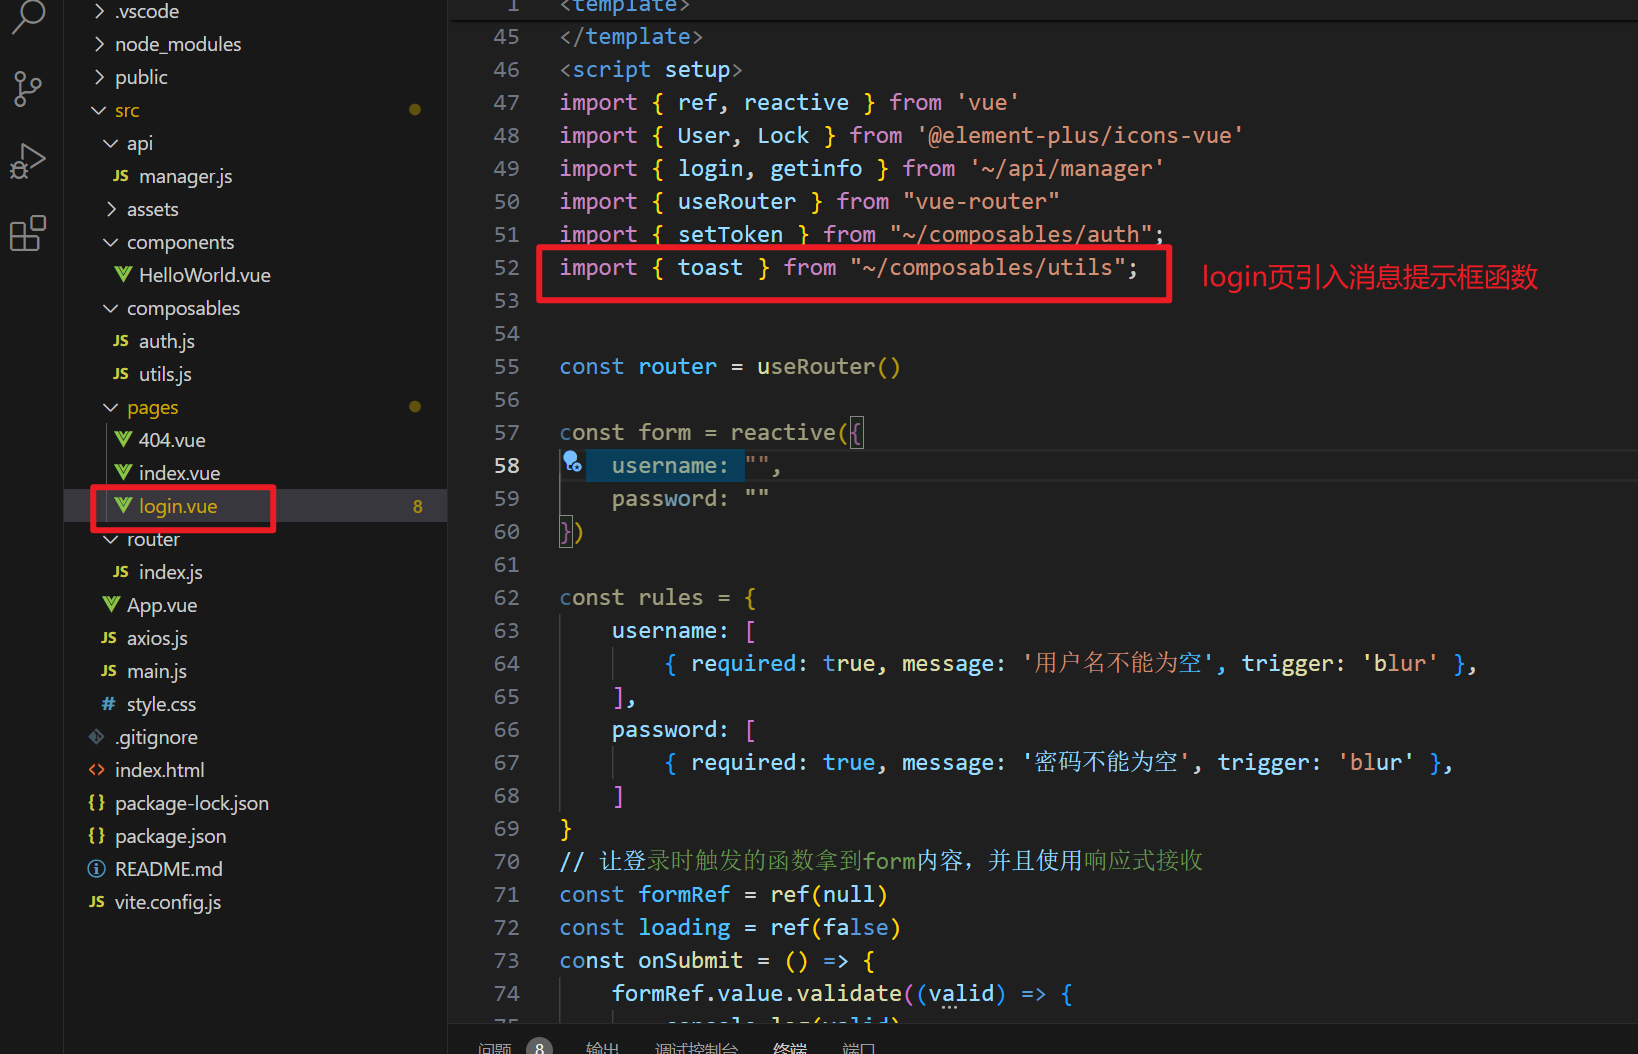 .vscode
node_modules
public
src
api
JS manager.js
assets
components
HelloWorld.vue
composables
JS auth.js
JS utils.js
pages
404.vue
index.vue
login.vue 8
router
JS index.js
App.vue
JS axios.js
JS main.js
# style.css
.gitignore
<> index.html
{} package-lock.json
{} package.json
README.md
JS vite.config.js
1 <template>
45 </template>
46 <script setup>
47 import { ref, reactive } from 'vue'
48 import { User, Lock } from '@element-plus/icons-vue'
49 import { login, getinfo } from '~/api/manager'
50 import { useRouter } from "vue-router"
51 import { setToken } from "~/composables/auth";
52 import { toast } from "~/composables/utils";
login页引入消息提示框函数
53
54
55 const router = useRouter()
56
57 const form = reactive({
58 username: "",
59 password: ""
60 })
61
62 const rules = {
63 username: [
64 { required: true, message: '用户名不能为空', trigger: 'blur' },
65 ],
66 password: [
67 { required: true, message: '密码不能为空', trigger: 'blur' },
68 ]
69 }
70 // 让登录时触发的函数拿到form内容，并且使用响应式接收
71 const formRef = ref(null)
72 const loading = ref(false)
73 const onSubmit = () => {
74 formRef.value.validate((valid) => {
75 console.log(valid)
问题 8 输出 调试控制台 终端 端口